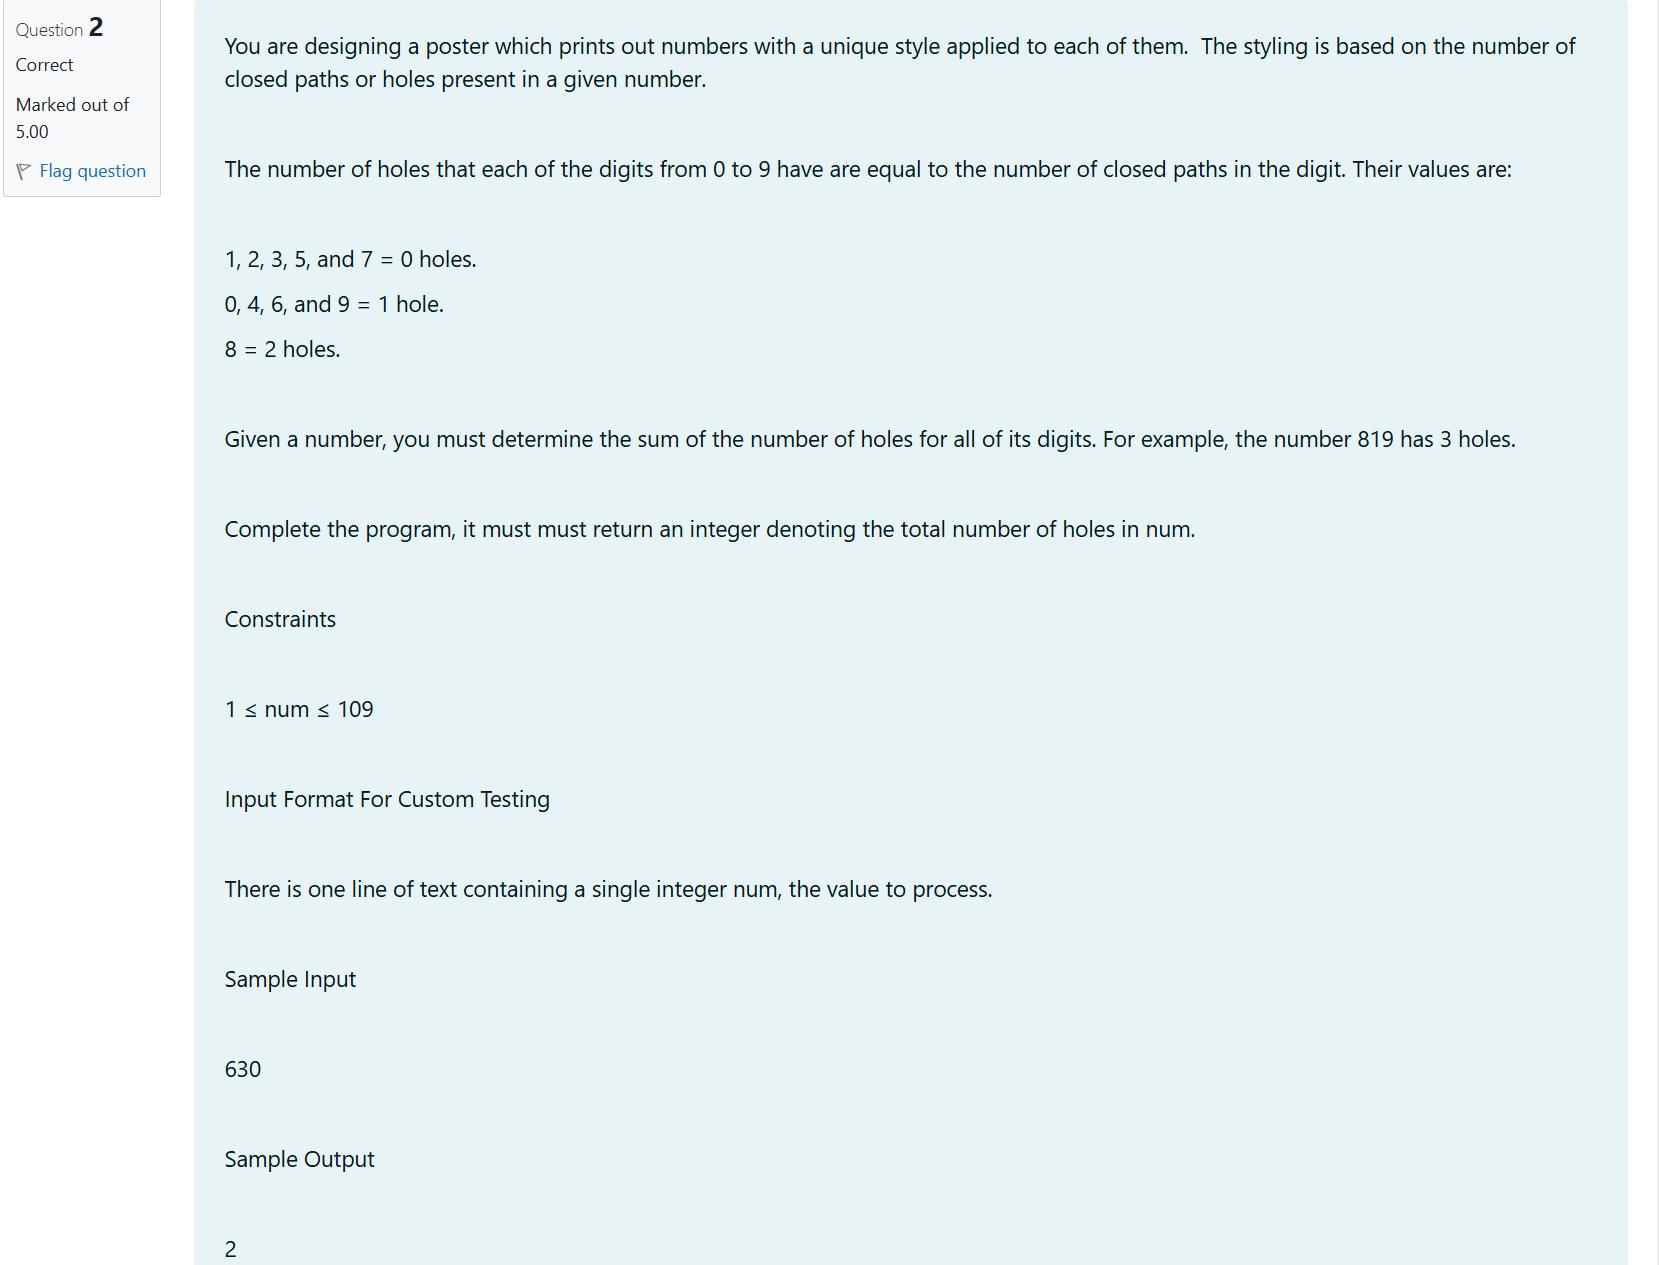 Question 2
Correct
Marked out of
5.00
Flag question
You are designing a poster which prints out numbers with a unique style applied to each of them.  The styling is based on the number of
closed paths or holes present in a given number.
The number of holes that each of the digits from 0 to 9 have are equal to the number of closed paths in the digit. Their values are:
1, 2, 3, 5, and 7 = 0 holes.
0, 4, 6, and 9 = 1 hole.
8 = 2 holes.
Given a number, you must determine the sum of the number of holes for all of its digits. For example, the number 819 has 3 holes.
Complete the program, it must must return an integer denoting the total number of holes in num.
Constraints
1 ≤ num ≤ 109
Input Format For Custom Testing
There is one line of text containing a single integer num, the value to process.
Sample Input
630
Sample Output
2